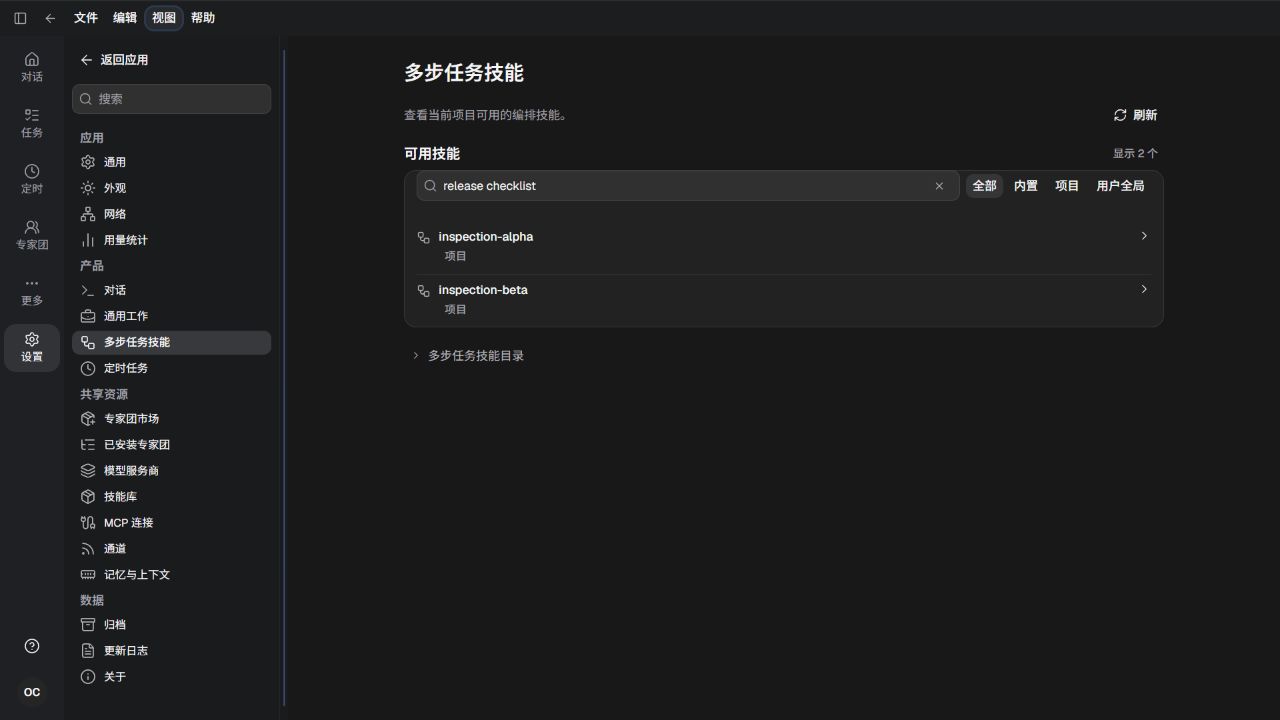 文件 编辑 视图 帮助
对话
任务
定时
专家团
更多
设置
OC
返回应用
搜索
应用
通用
外观
网络
用量统计
产品
对话
通用工作
多步任务技能
定时任务
共享资源
专家团市场
已安装专家团
模型服务商
技能库
MCP 连接
通道
记忆与上下文
数据
归档
更新日志
关于
多步任务技能
查看当前项目可用的编排技能。
刷新
可用技能
显示 2 个
release checklist
全部 内置 项目 用户全局
inspection-alpha
项目
inspection-beta
项目
多步任务技能目录